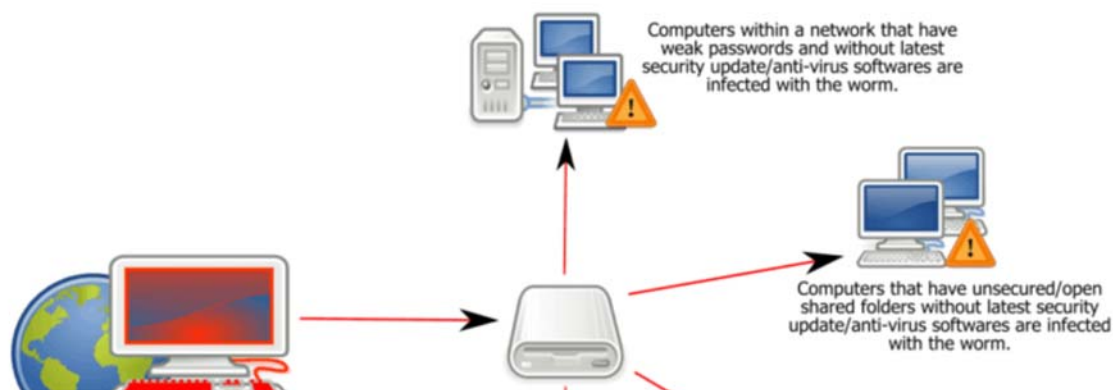 Computers within a network that have
weak passwords and without latest
security update/anti-virus softwares are
infected with the worm.
Computers that have unsecured/open
shared folders without latest security
update/anti-virus softwares are infected
with the worm.